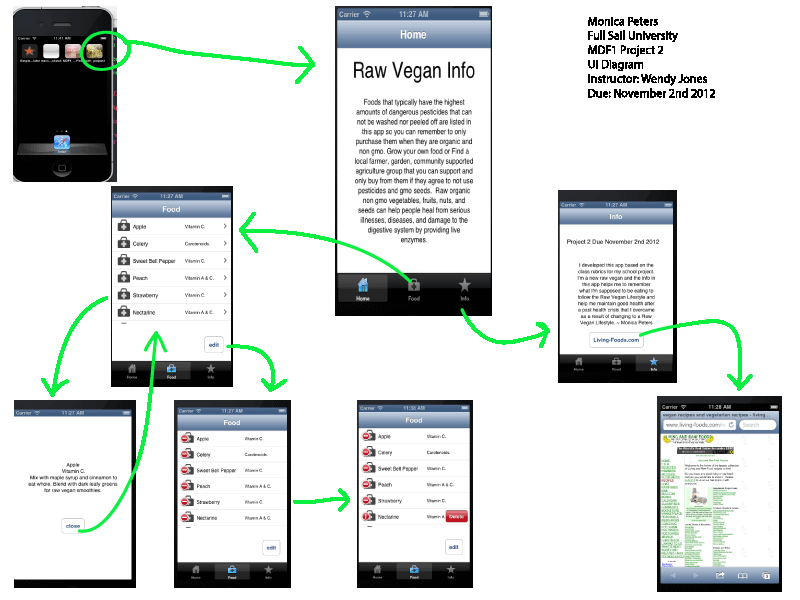 Monica Peters
Full Sail University
MDF1 Project 2
UI Diagram
Instructor: Wendy Jones
Due: November 2nd 2012
Carrier 11:41 AM
Carrier 11:27 AM
Home
Raw Vegan Info
Foods that typically have the highest
amounts of dangerous pesticides that can
not be washed nor peeled off are listed in
this app so you can remember to only
purchase them when they are organic and
non gmo. Grow your own food or Find a
local farmer, garden, community supported
agriculture group that you can support and
only buy from them if they agree to not use
pesticides and gmo seeds. Raw organic
non gmo vegetables, fruits, nuts, and
seeds can help people heal from serious
illnesses, diseases, and damage to the
digestive system by providing live
enzymes.
Home Food Info
Carrier 11:27 AM
Food
Apple Vitamin C.
Celery Carotenoids.
Sweet Bell Pepper Vitamin C.
Peach Vitamin A & C.
Strawberry Vitamin C.
Nectarine Vitamin A & C.
edit
Home Food Info
Carrier 11:27 AM
Info
Project 2 Due November 2nd 2012
I developed this app based on the
class rubrics for my school project.
I'm a new raw vegan and the info in
this app helps me to remember
what I'm supposed to be eating to
follow the Raw Vegan Lifestyle and
help me maintain good health after
a past health crisis that I overcame
as a result of changing to a Raw
Vegan Lifestyle. ~ Monica Peters
Living-Foods.com
Home Food Info
Carrier 11:27 AM
Apple
Vitamin C.
Mix with maple syrup and cinnamon to
eat whole. Blend with dark leafy greens
for raw vegan smoothies.
close
Carrier 11:27 AM
Food
Apple Vitamin C.
Celery Carotenoids.
Sweet Bell Pepper Vitamin C.
Peach Vitamin A & C.
Strawberry Vitamin C.
Nectarine Vitamin A & C.
edit
Home Food Info
Carrier
Food
Apple Vitamin C.
Celery Carotenoids.
Sweet Bell Pepper Vitamin C.
Peach Vitamin A & C.
Strawberry Vitamin C.
Nectarine Vitamin A Delete
edit
Home Food Info
Carrier 11:28 AM
vegan recipes and vegetarian recipes - living...
www.living-foods.com Search
LIVING AND RAW FOODS